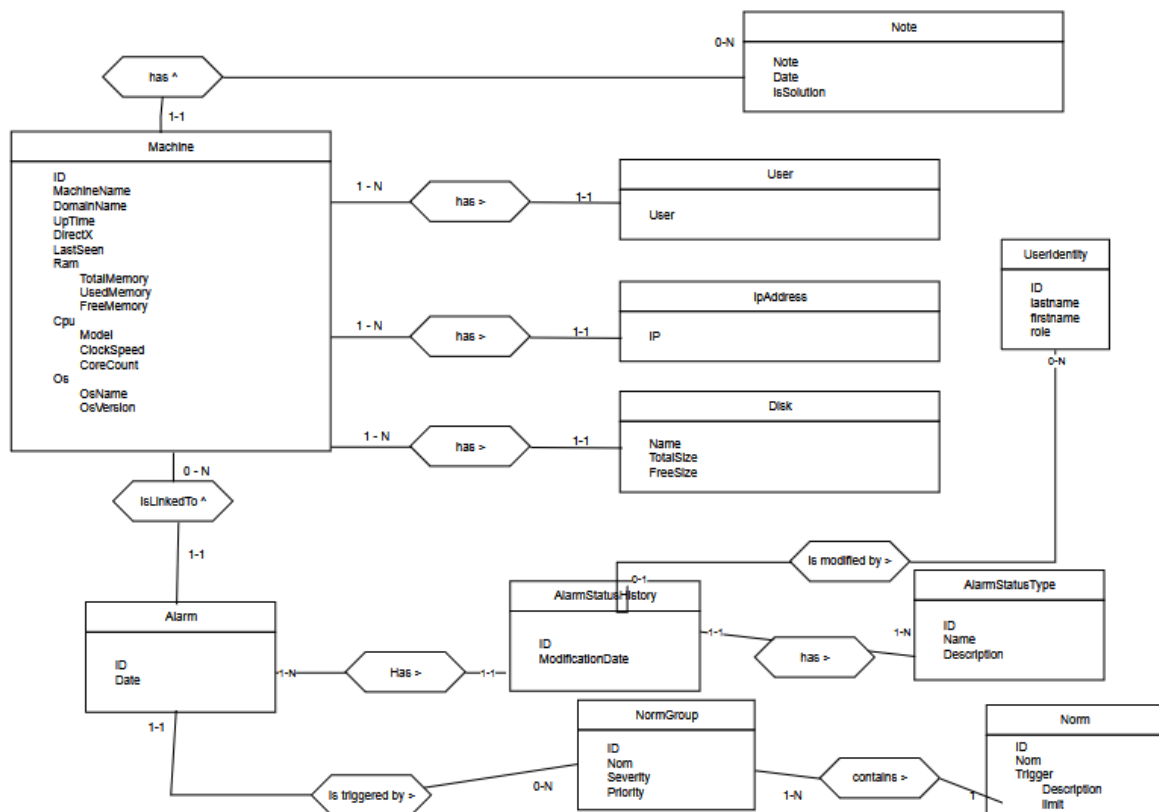 Note
0-N
Note
Date
IsSolution
has ^
1-1
Machine
ID
MachineName
DomainName
UpTime
DirectX
LastSeen
Ram
TotalMemory
UsedMemory
FreeMemory
Cpu
Model
ClockSpeed
CoreCount
Os
OsName
OsVersion
1 - N
has >
1-1
User
User
1 - N
has >
1-1
IpAddress
IP
1 - N
has >
1-1
Disk
Name
TotalSize
FreeSize
UserIdentity
ID
lastname
firstname
role
0-N
0 - N
IsLinkedTo ^
1-1
Is modified by >
0-1
Alarm
ID
Date
1-N
Has >
1-1
AlarmStatusHistory
ID
ModificationDate
1-1
has >
1-N
AlarmStatusType
ID
Name
Description
1-1
Is triggered by >
0-N
NormGroup
ID
Nom
Severity
Priority
1-N
contains >
1
Norm
ID
Nom
Trigger
Description
limit